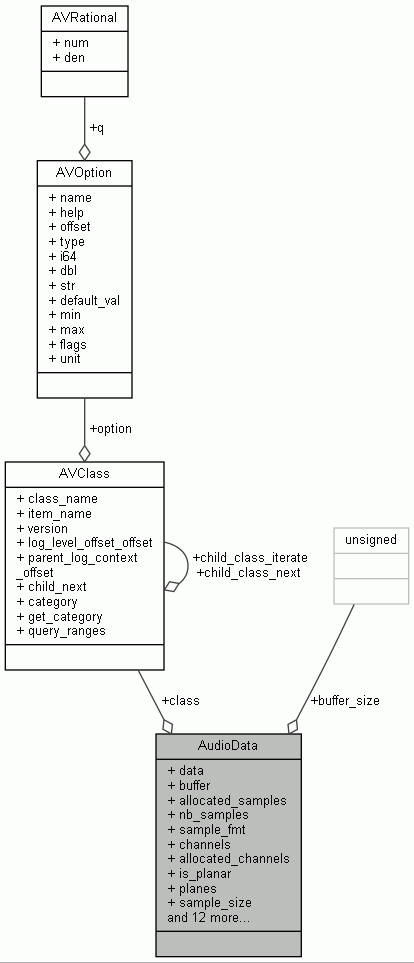 AVRational
+ num
+ den
+q
AVOption
+ name
+ help
+ offset
+ type
+ i64
+ dbl
+ str
+ default_val
+ min
+ max
+ flags
+ unit
+option
AVClass
+ class_name
+ item_name
+ version
+ log_level_offset_offset
+ parent_log_context
_offset
+ child_next
+ category
+ get_category
+ query_ranges
+child_class_iterate
+child_class_next
unsigned
+class
+buffer_size
AudioData
+ data
+ buffer
+ allocated_samples
+ nb_samples
+ sample_fmt
+ channels
+ allocated_channels
+ is_planar
+ planes
+ sample_size
and 12 more...